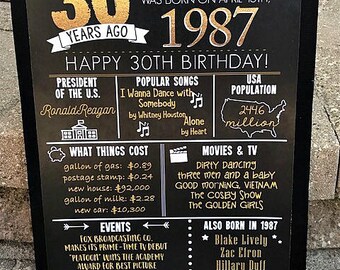 30
YEARS AGO
WAS BORN ON APRIL 15TH,
1987
HAPPY 30TH BIRTHDAY!
PRESIDENT
OF THE U.S.
Ronald Reagan
POPULAR SONGS
I Wanna Dance with
Somebody
by Whitney Houston
Alone
by Heart
USA
POPULATION
244.6
million
WHAT THINGS COST
gallon of gas: $0.89
postage stamp: $0.24
new house: $92,000
gallon of milk: $2.28
new car: $10,300
MOVIES & TV
DIRTY DANCING
THREE MEN AND A BABY
GOOD MORNING, VIETNAM
THE COSBY SHOW
THE GOLDEN GIRLS
EVENTS
FOX BROADCASTING CO.
MAKES ITS PRIME-TIME TV DEBUT
"PLATOON" WINS THE ACADEMY
AWARD FOR BEST PICTURE
ALSO BORN IN 1987
Blake Lively
Zac Efron
Hillary Duff